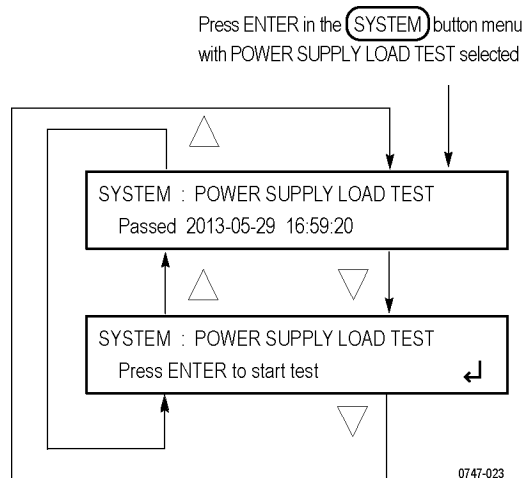 Press ENTER in the SYSTEM button menu
with POWER SUPPLY LOAD TEST selected
SYSTEM : POWER SUPPLY LOAD TEST
Passed 2013-05-29 16:59:20
SYSTEM : POWER SUPPLY LOAD TEST
Press ENTER to start test ↵
0747-023